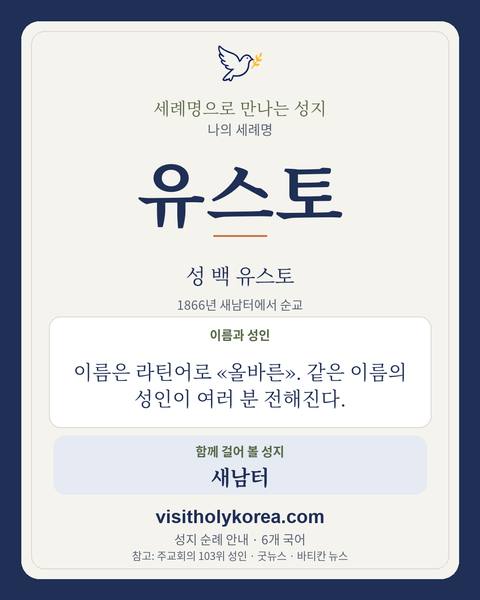 세례명으로 만나는 성지
나의 세례명
유스토
성 백 유스토
1866년 새남터에서 순교
이름과 성인
이름은 라틴어로 «올바른». 같은 이름의
성인이 여러 분 전해진다.
함께 걸어 볼 성지
새남터
visitholykorea.com
성지 순례 안내 · 6개 국어
참고: 주교회의 103위 성인 · 굿뉴스 · 바티칸 뉴스